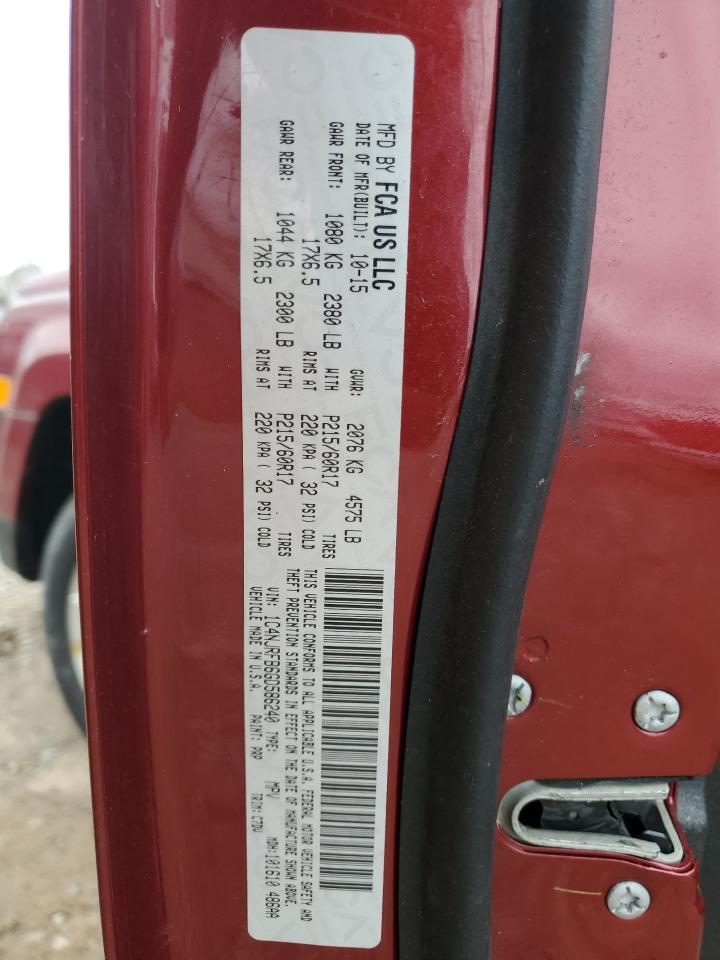 MFD BY FCA US LLC
DATE OF MFR(BUILT): 10-15 GVWR: 2076 KG 4575 LB
GAWR FRONT: 1080 KG 2380 LB WITH P215/60R17 TIRES
17X6.5 RIMS AT 220 KPA ( 32 PSI) COLD
GAWR REAR: 1044 KG 2300 LB WITH P215/60R17 TIRES
17X6.5 RIMS AT 220 KPA ( 32 PSI) COLD
THIS VEHICLE CONFORMS TO ALL APPLICABLE U.S.A. FEDERAL MOTOR VEHICLE SAFETY AND
THEFT PREVENTION STANDARDS IN EFFECT ON THE DATE OF MANUFACTURE SHOWN ABOVE.
VIN: 1C4NJRFB6GD586240 TYPE: MPV MDH:101610 486AA
VEHICLE MADE IN U.S.A. PAINT: PRP TRIM: C7DV